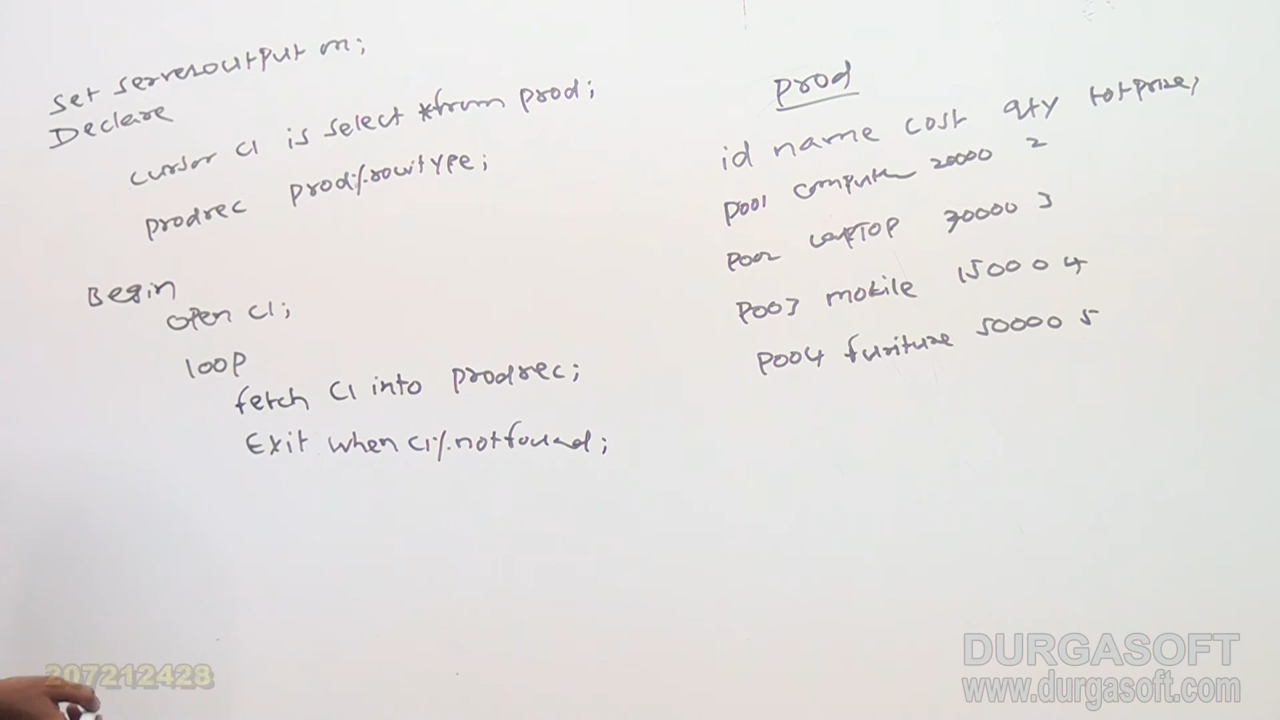 set serveroutput on;
Declare
cursor c1 is select * from prod;
prodrec prod%rowtype;
Begin
open c1;
loop
fetch c1 into prodrec;
Exit when c1%notfound;
prod
id name cost qty totprize,
p001 computer 20000 2
p002 Laptop 30000 3
p003 mobile 15000 4
p004 furniture 50000 5
207212428
DURGASOFT
www.durgasoft.com